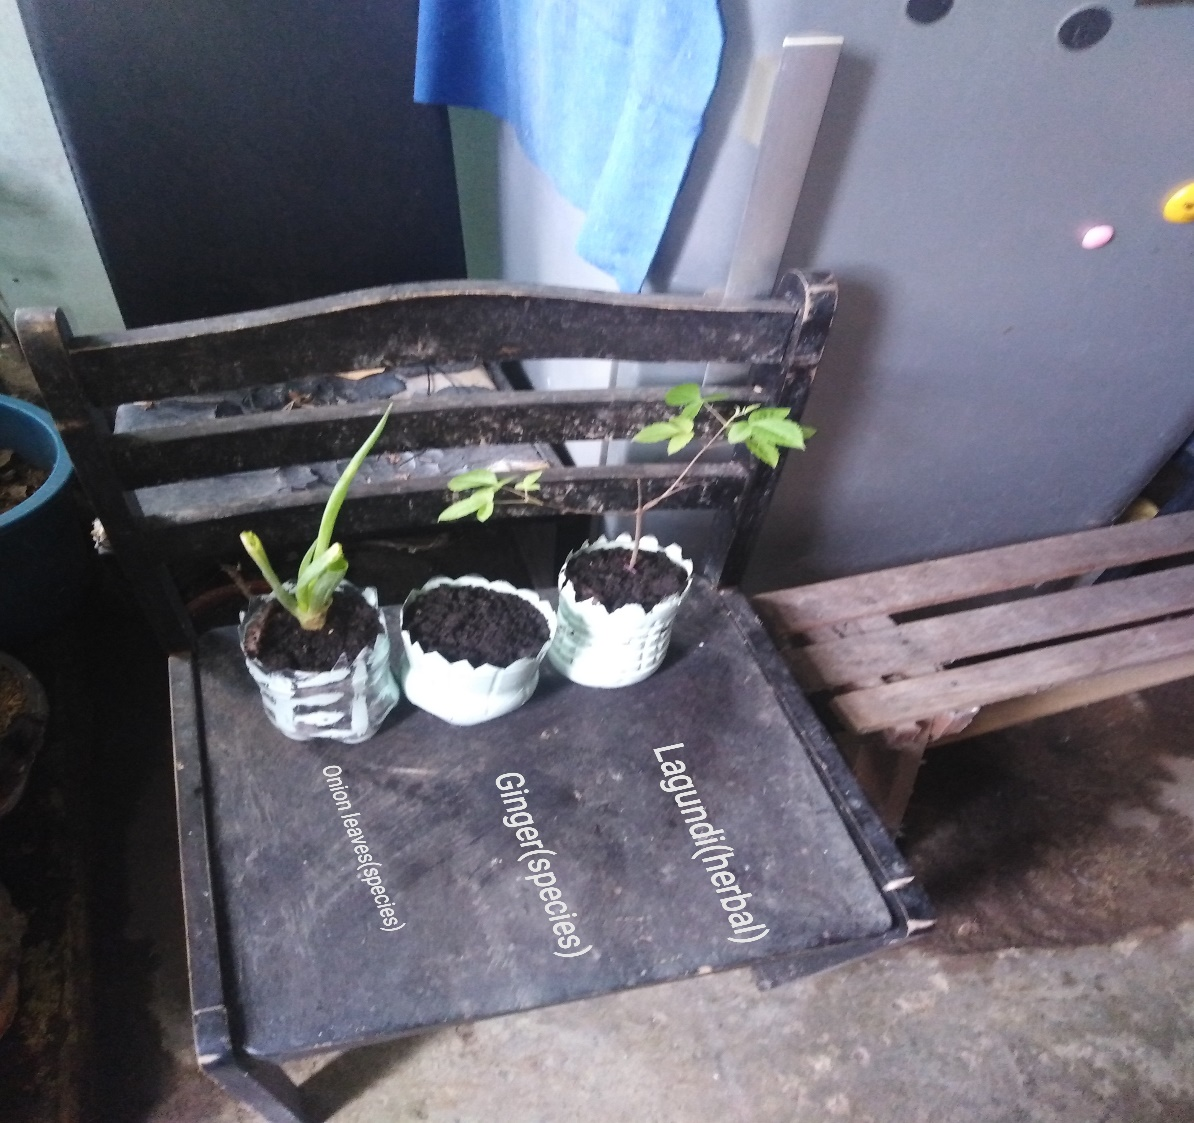 Onion leaves(species)
Ginger(species)
Lagundi(herbal)